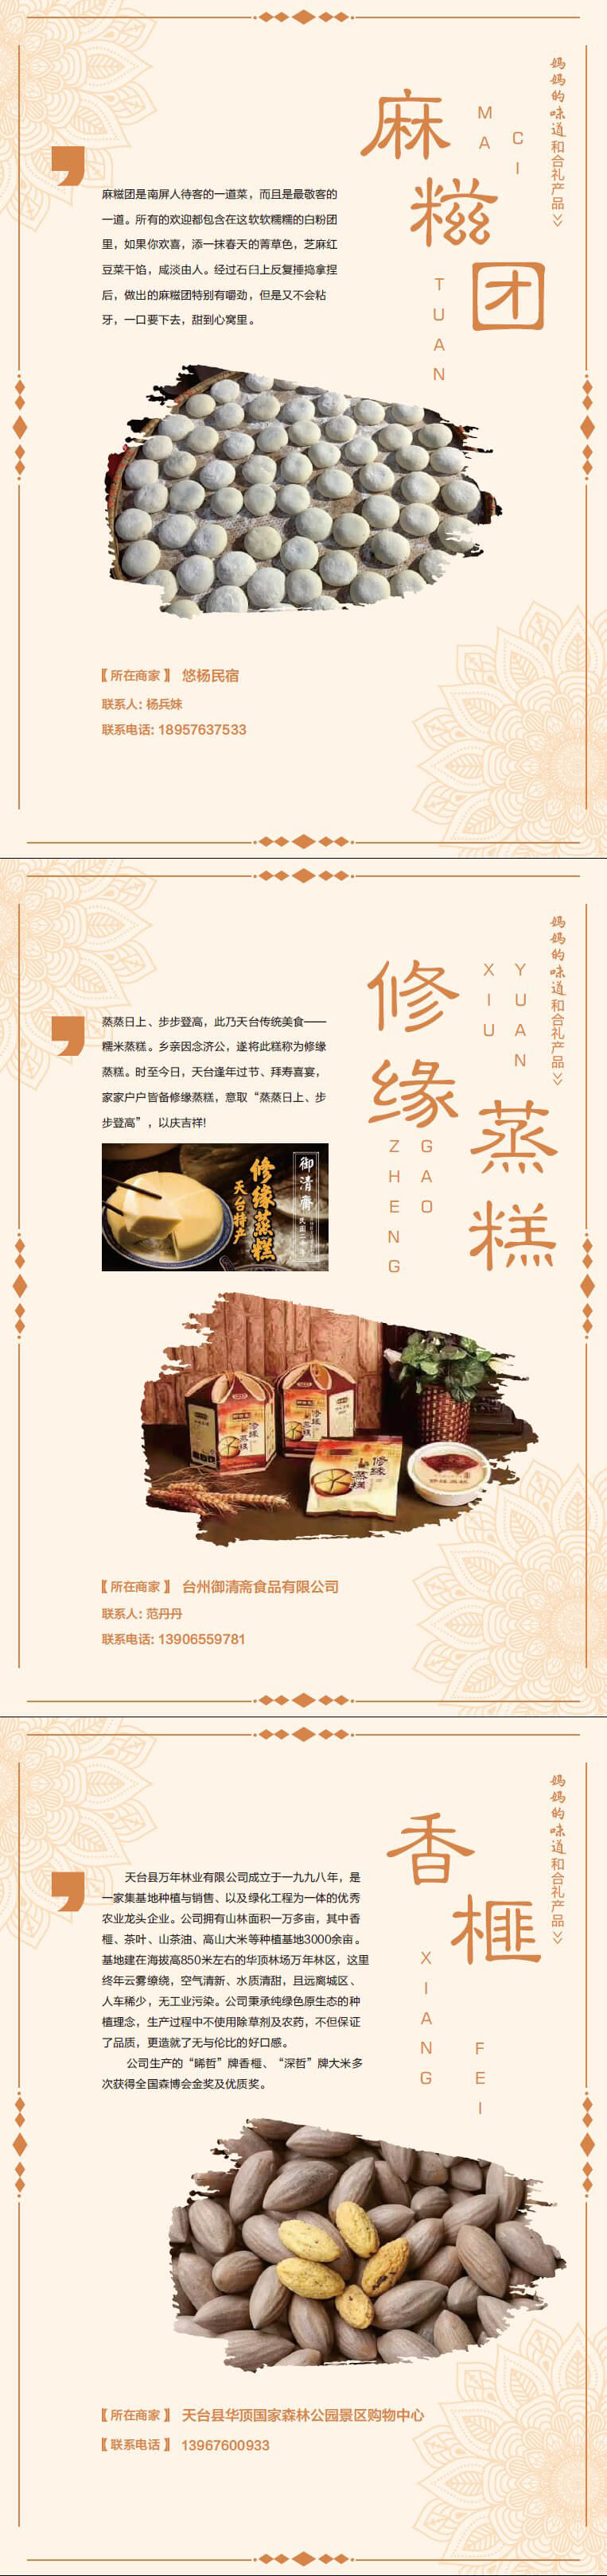 妈妈的味道和合礼产品
麻糍团
MA
CI
TUAN
麻糍团是南屏人待客的一道菜，而且是最敬客的
一道。所有的欢迎都包含在这软软糯糯的白粉团
里，如果你欢喜，添一抹春天的菁草色，芝麻红
豆菜干馅，咸淡由人。经过石臼上反复捶捣拿捏
后，做出的麻糍团特别有嚼劲，但是又不会粘
牙，一口要下去，甜到心窝里。
【所在商家】 悠杨民宿
联系人: 杨兵妹
联系电话: 18957637533
妈妈的味道和合礼产品
修缘
蒸糕
XIU
YUAN
ZHENG
GAO
蒸蒸日上、步步登高，此乃天台传统美食——
糯米蒸糕。乡亲因念济公，遂将此糕称为修缘
蒸糕。时至今日，天台逢年过节、拜寿喜宴，
家家户户皆备修缘蒸糕，意取“蒸蒸日上、步
步登高”，以庆吉祥!
御清斋
修缘蒸糕
天台特产
修缘蒸糕
修缘蒸糕
修缘蒸糕
【所在商家】 台州御清斋食品有限公司
联系人: 范丹丹
联系电话: 13906559781
妈妈的味道和合礼产品
香榧
XIANG
FEI
天台县万年林业有限公司成立于一九九八年，是
一家集基地种植与销售、以及绿化工程为一体的优秀
农业龙头企业。公司拥有山林面积一万多亩，其中香
榧、茶叶、山茶油、高山大米等种植基地3000余亩。
基地建在海拔高850米左右的华顶林场万年林区，这里
终年云雾缭绕，空气清新、水质清甜，且远离城区、
人车稀少，无工业污染。公司秉承纯绿色原生态的种
植理念，生产过程中不使用除草剂及农药，不但保证
了品质，更造就了无与伦比的好口感。
公司生产的“晞哲”牌香榧、“深哲”牌大米多
次获得全国森博会金奖及优质奖。
【所在商家】 天台县华顶国家森林公园景区购物中心
【联系电话】 13967600933